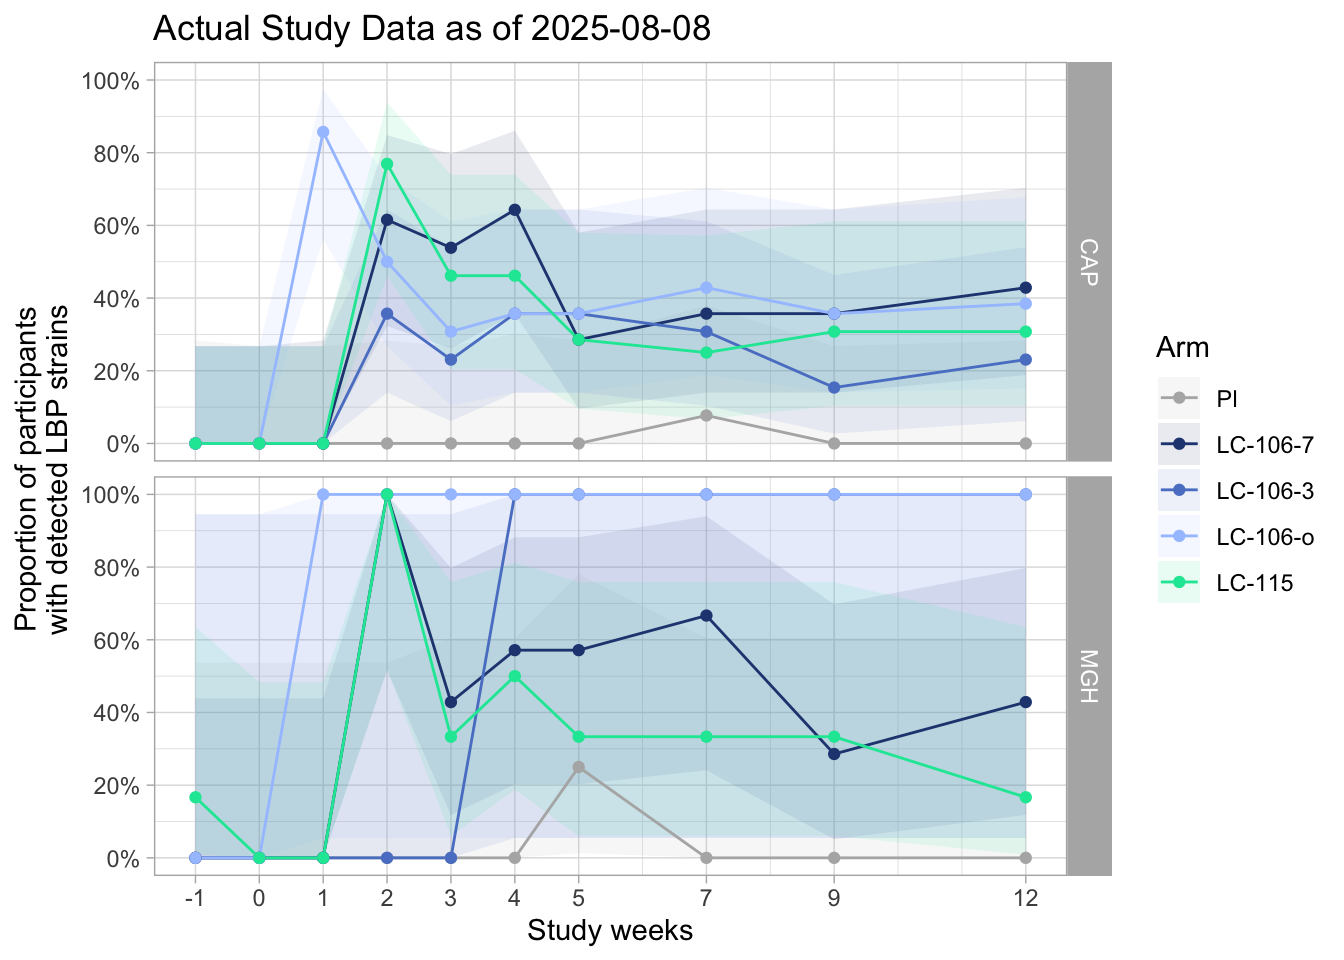 Actual Study Data as of 2025-08-08
Proportion of participants
with detected LBP strains
100%
80%
60%
40%
20%
0%
CAP
100%
80%
60%
40%
20%
0%
MGH
-1 0 1 2 3 4 5 7 9 12
Study weeks
Arm
Pl
LC-106-7
LC-106-3
LC-106-o
LC-115